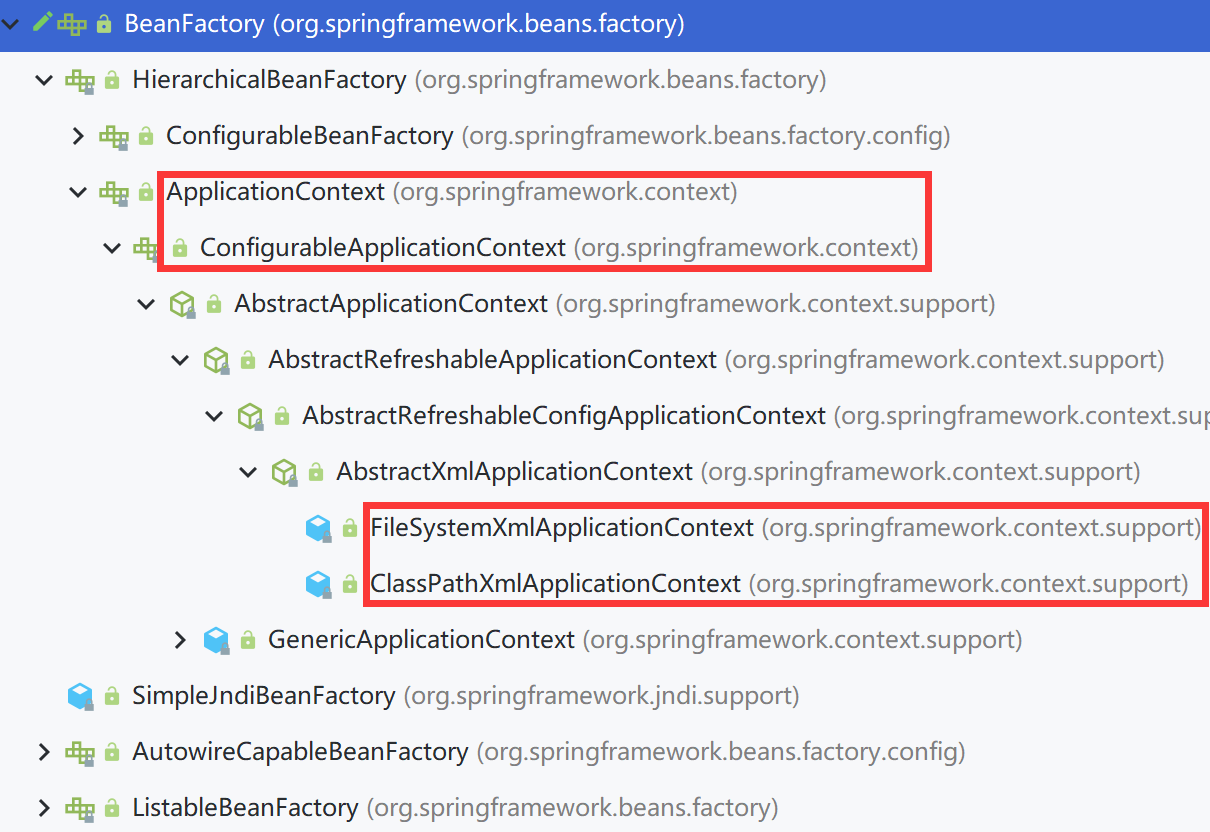 BeanFactory (org.springframework.beans.factory)
HierarchicalBeanFactory (org.springframework.beans.factory)
ConfigurableBeanFactory (org.springframework.beans.factory.config)
ApplicationContext (org.springframework.context)
ConfigurableApplicationContext (org.springframework.context)
AbstractApplicationContext (org.springframework.context.support)
AbstractRefreshableApplicationContext (org.springframework.context.support)
AbstractRefreshableConfigApplicationContext (org.springframework.context.sup
AbstractXmlApplicationContext (org.springframework.context.support)
FileSystemXmlApplicationContext (org.springframework.context.support)
ClassPathXmlApplicationContext (org.springframework.context.support)
GenericApplicationContext (org.springframework.context.support)
SimpleJndiBeanFactory (org.springframework.jndi.support)
AutowireCapableBeanFactory (org.springframework.beans.factory.config)
ListableBeanFactory (org.springframework.beans.factory)